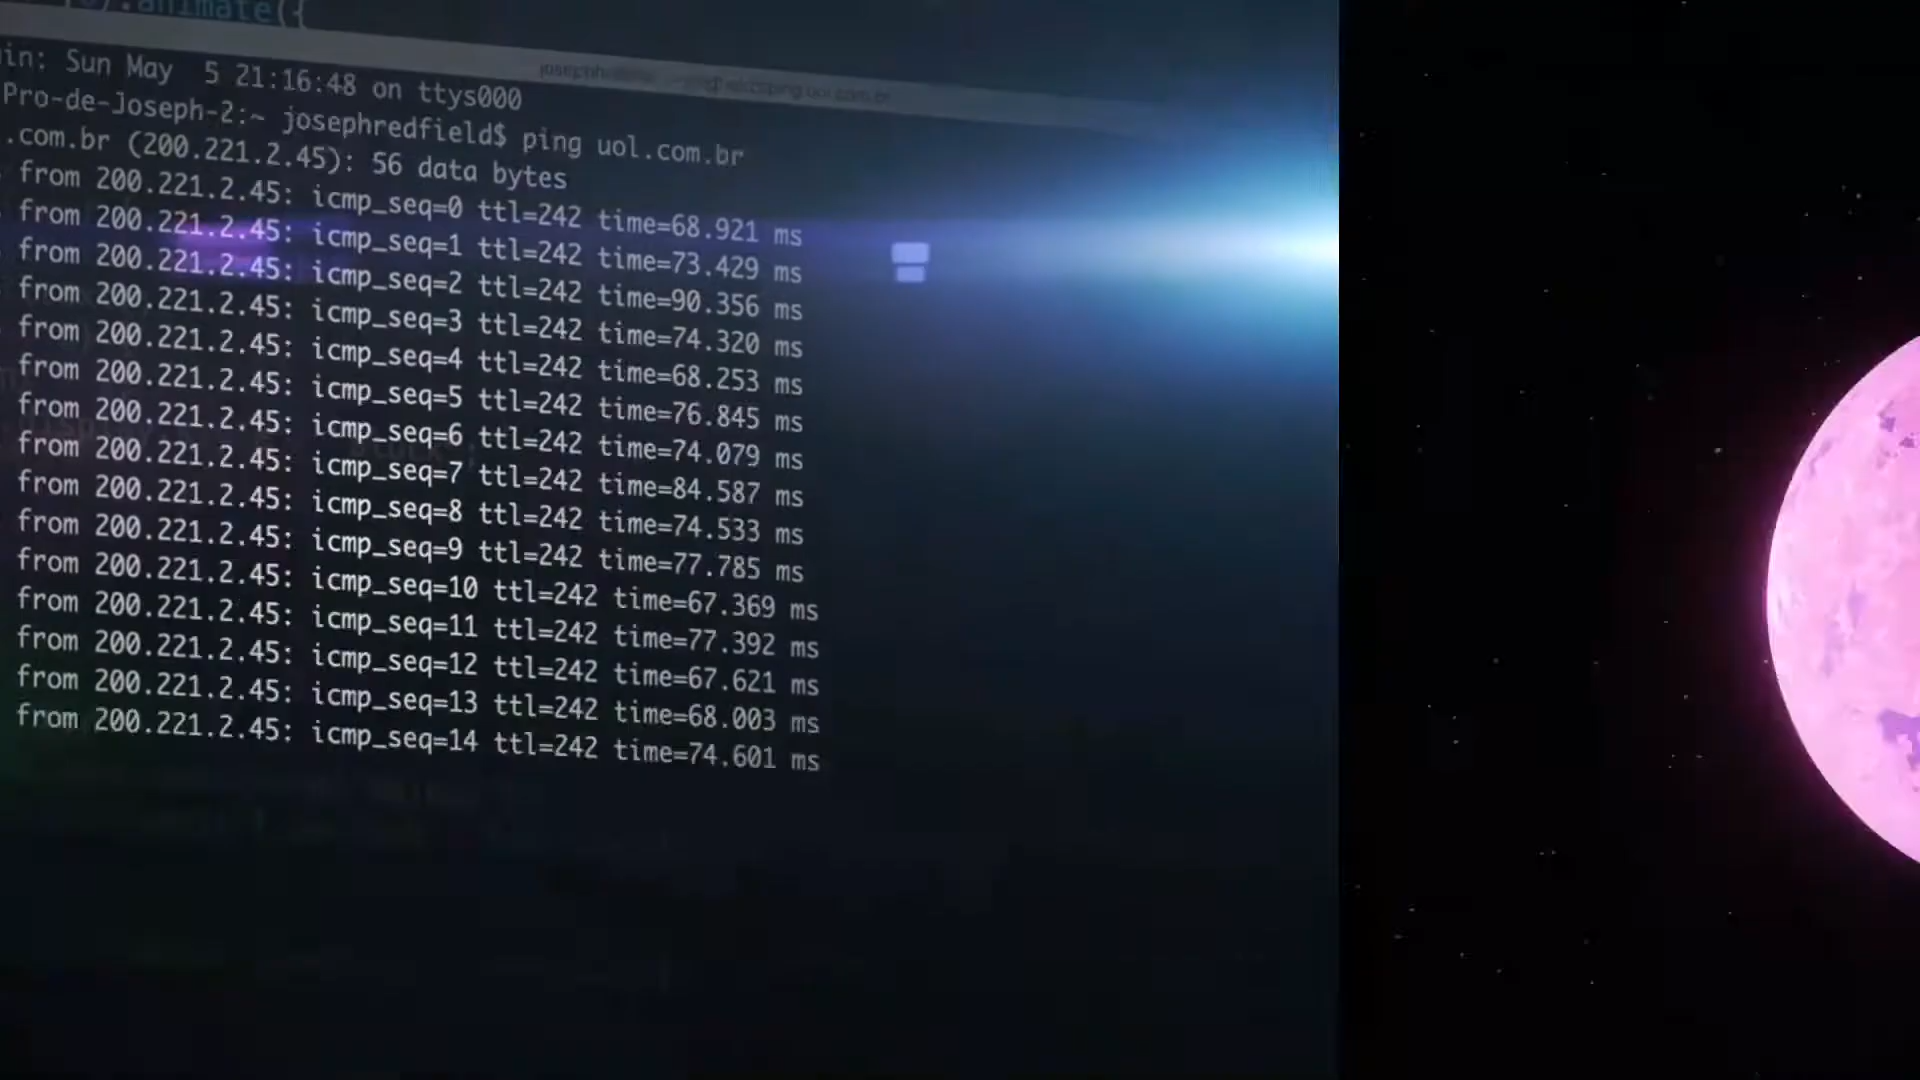 .animate({
in: Sun May  5 21:16:48 on ttys000
Pro-de-Joseph-2:~ josephredfield$ ping uol.com.br
.com.br (200.221.2.45): 56 data bytes
from 200.221.2.45: icmp_seq=0 ttl=242 time=68.921 ms
from 200.221.2.45: icmp_seq=1 ttl=242 time=73.429 ms
from 200.221.2.45: icmp_seq=2 ttl=242 time=90.356 ms
from 200.221.2.45: icmp_seq=3 ttl=242 time=74.320 ms
from 200.221.2.45: icmp_seq=4 ttl=242 time=68.253 ms
from 200.221.2.45: icmp_seq=5 ttl=242 time=76.845 ms
from 200.221.2.45: icmp_seq=6 ttl=242 time=74.079 ms
from 200.221.2.45: icmp_seq=7 ttl=242 time=84.587 ms
from 200.221.2.45: icmp_seq=8 ttl=242 time=74.533 ms
from 200.221.2.45: icmp_seq=9 ttl=242 time=77.785 ms
from 200.221.2.45: icmp_seq=10 ttl=242 time=67.369 ms
from 200.221.2.45: icmp_seq=11 ttl=242 time=77.392 ms
from 200.221.2.45: icmp_seq=12 ttl=242 time=67.621 ms
from 200.221.2.45: icmp_seq=13 ttl=242 time=68.003 ms
from 200.221.2.45: icmp_seq=14 ttl=242 time=74.601 ms